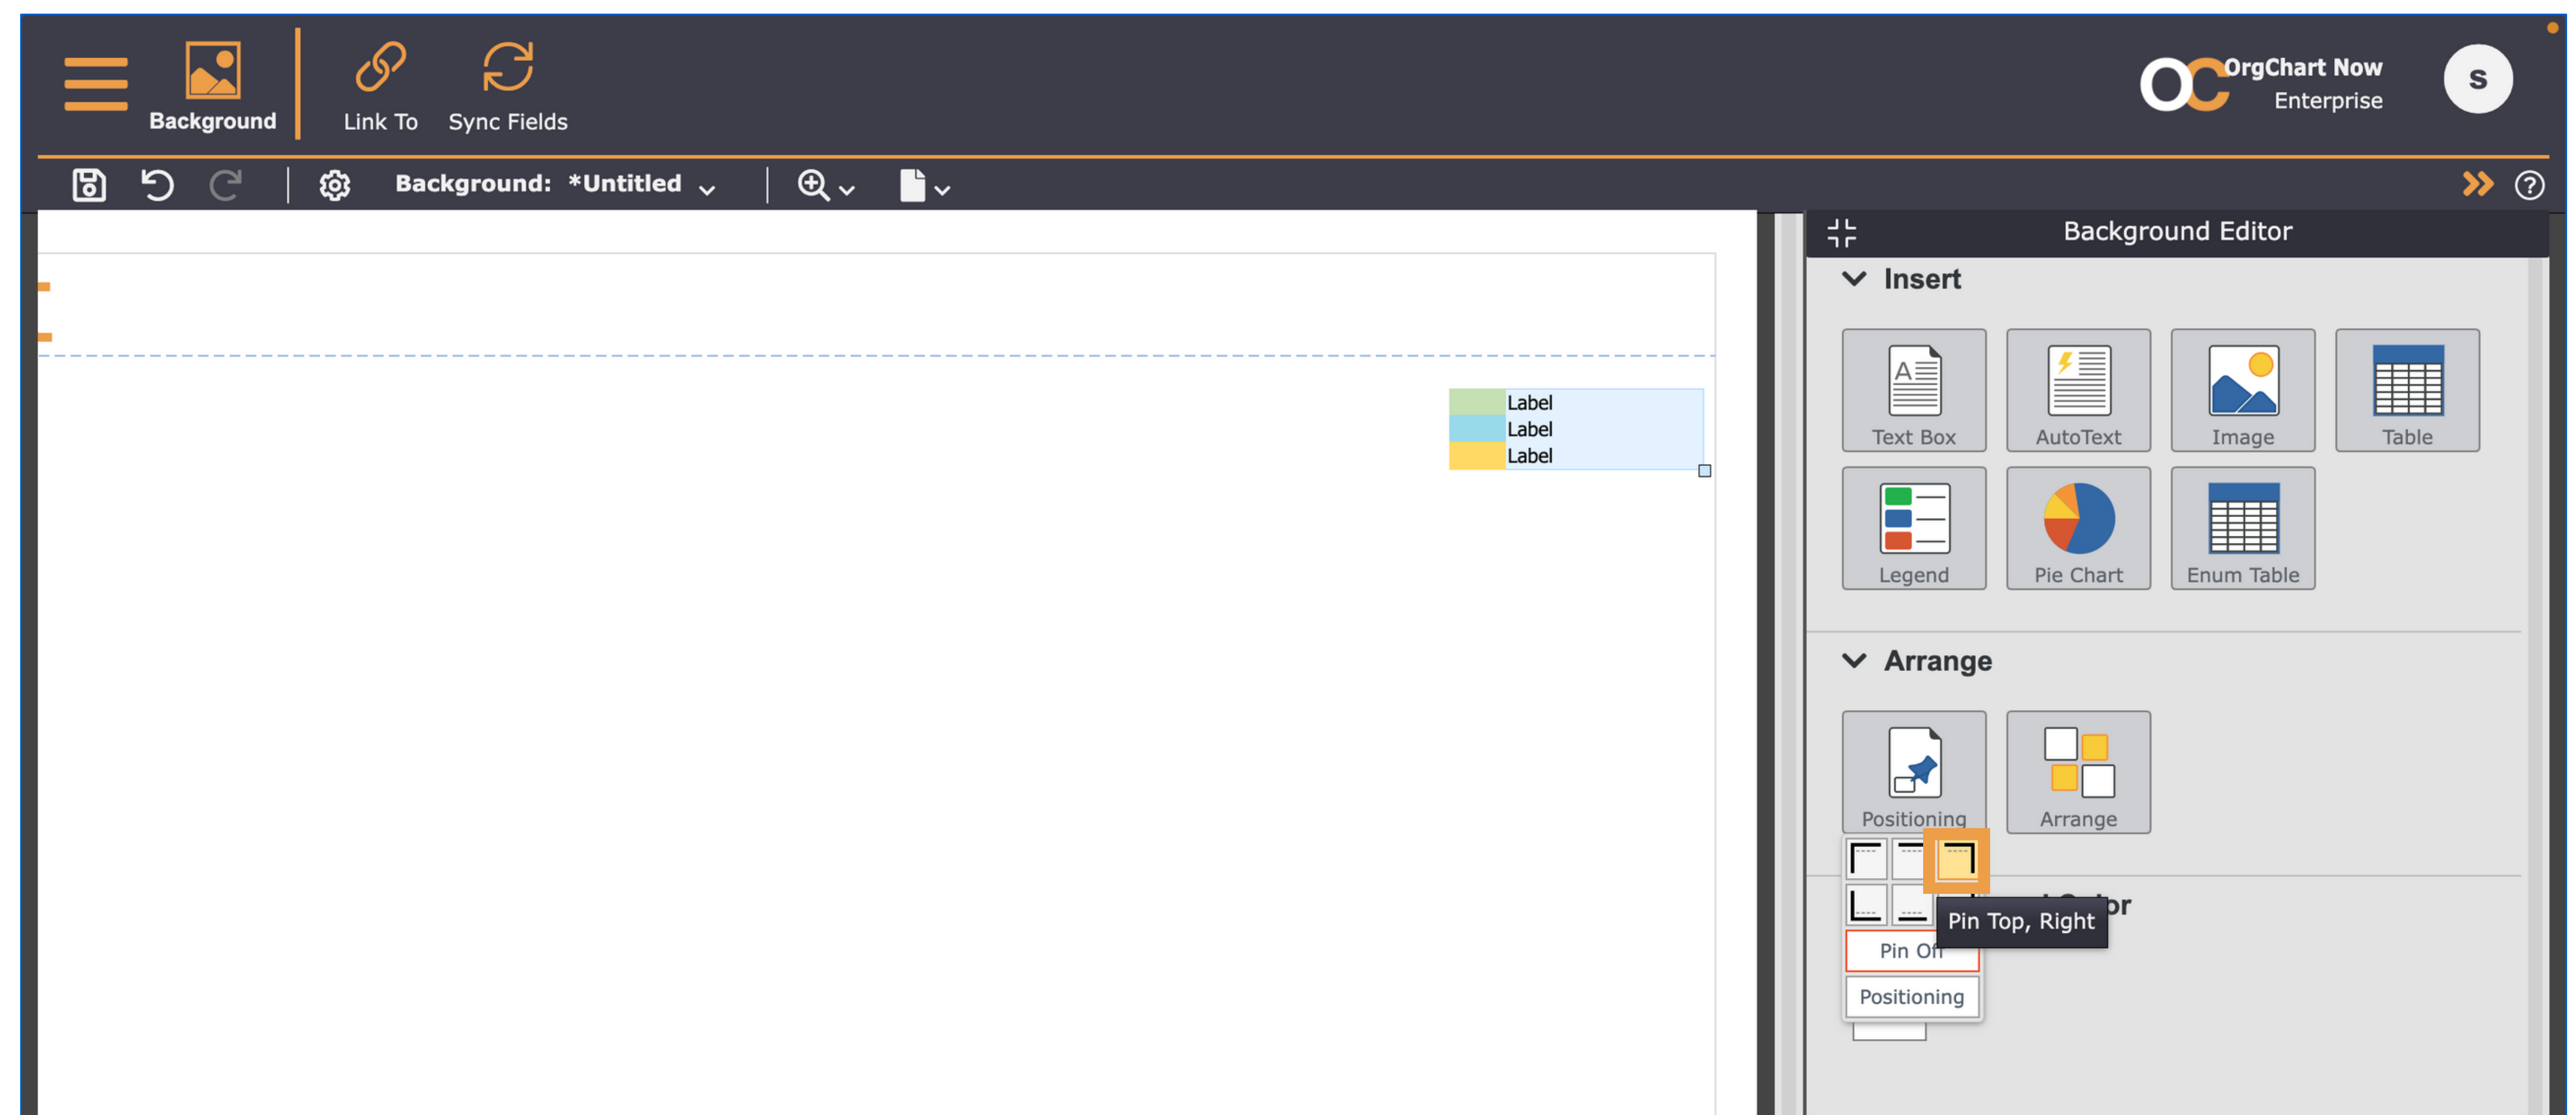 OrgChart Now
Enterprise
S
Background
Link To
Sync Fields
Background: *Untitled
Background Editor
Insert
Label
Label
Label
Text Box
AutoText
Image
Table
Legend
Pie Chart
Enum Table
Arrange
Positioning
Arrange
Pin Top, Right
Pin Off
Positioning